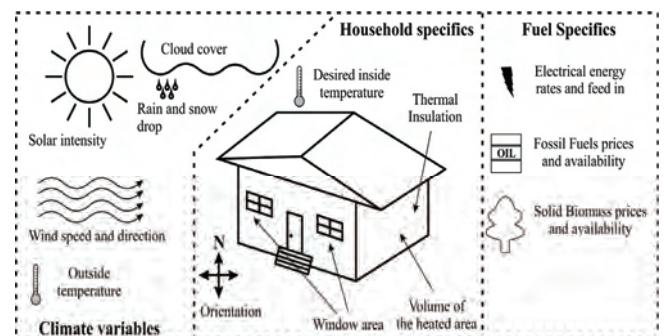 Cloud cover
Rain and snow
drop
Solar intensity
Wind speed and direction
Outside
temperature
Climate variables
Household specifics
Desired inside
temperature
Thermal
Insulation
N
Orientation
Window area
Volume of
the heated area
Fuel Specifics
Electrical energy
rates and feed in
OIL
Fossil Fuels prices
and availability
Solid Biomass prices
and availability